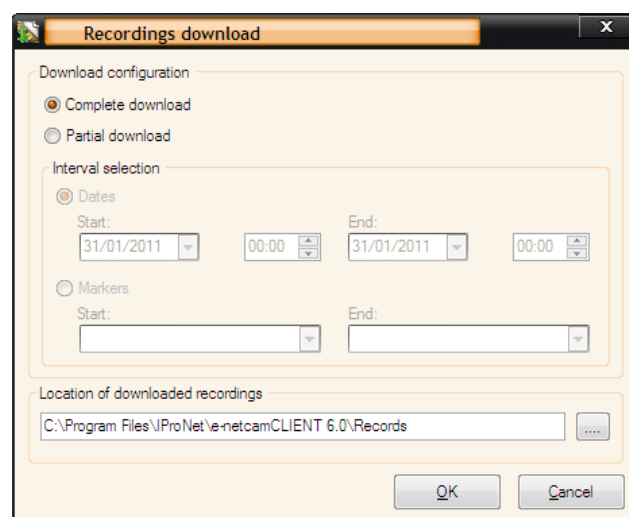 Recordings download
X
Download configuration
Complete download
Partial download
Interval selection
Dates
Start: End:
31/01/2011 00:00 31/01/2011 00:00
Markers
Start: End:
Location of downloaded recordings
C:\Program Files\IProNet\e-netcamCLIENT 6.0\Records
....
OK Cancel